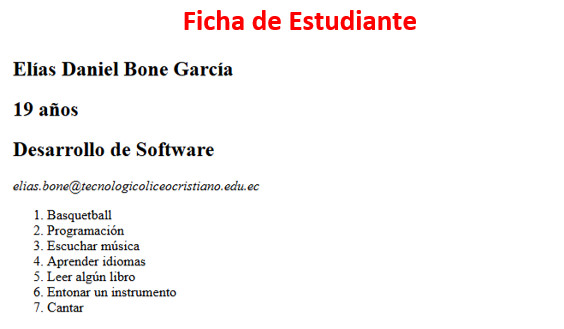 Ficha de Estudiante
Elías Daniel Bone García
19 años
Desarrollo de Software
elias.bone@tecnologicoliceocristiano.edu.ec
1. Basquetball
2. Programación
3. Escuchar música
4. Aprender idiomas
5. Leer algún libro
6. Entonar un instrumento
7. Cantar